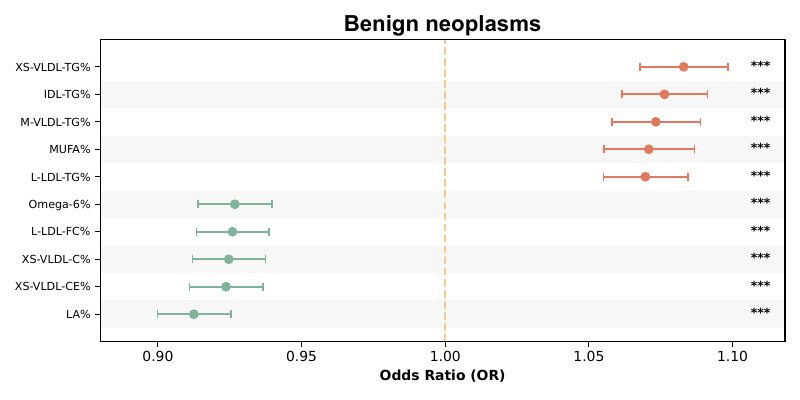 Benign neoplasms
XS-VLDL-TG% ***
IDL-TG% ***
M-VLDL-TG% ***
MUFA% ***
L-LDL-TG% ***
Omega-6% ***
L-LDL-FC% ***
XS-VLDL-C% ***
XS-VLDL-CE% ***
LA% ***
0.90 0.95 1.00 1.05 1.10
Odds Ratio (OR)